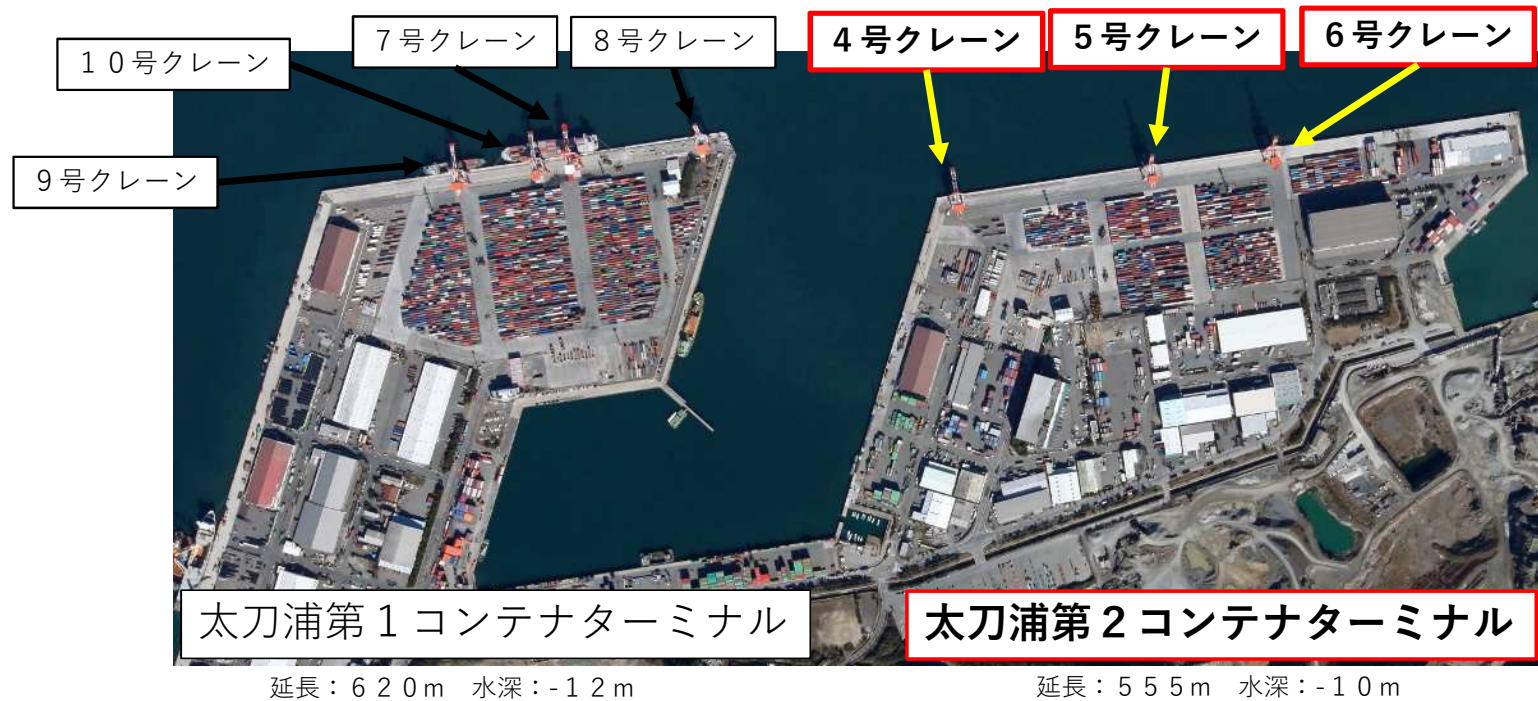 ７号クレーン
８号クレーン
１０号クレーン
９号クレーン
４号クレーン
５号クレーン
６号クレーン
太刀浦第１コンテナターミナル
延長：６２０ｍ　水深：-１２ｍ
太刀浦第２コンテナターミナル
延長：５５５ｍ　水深：-１０ｍ